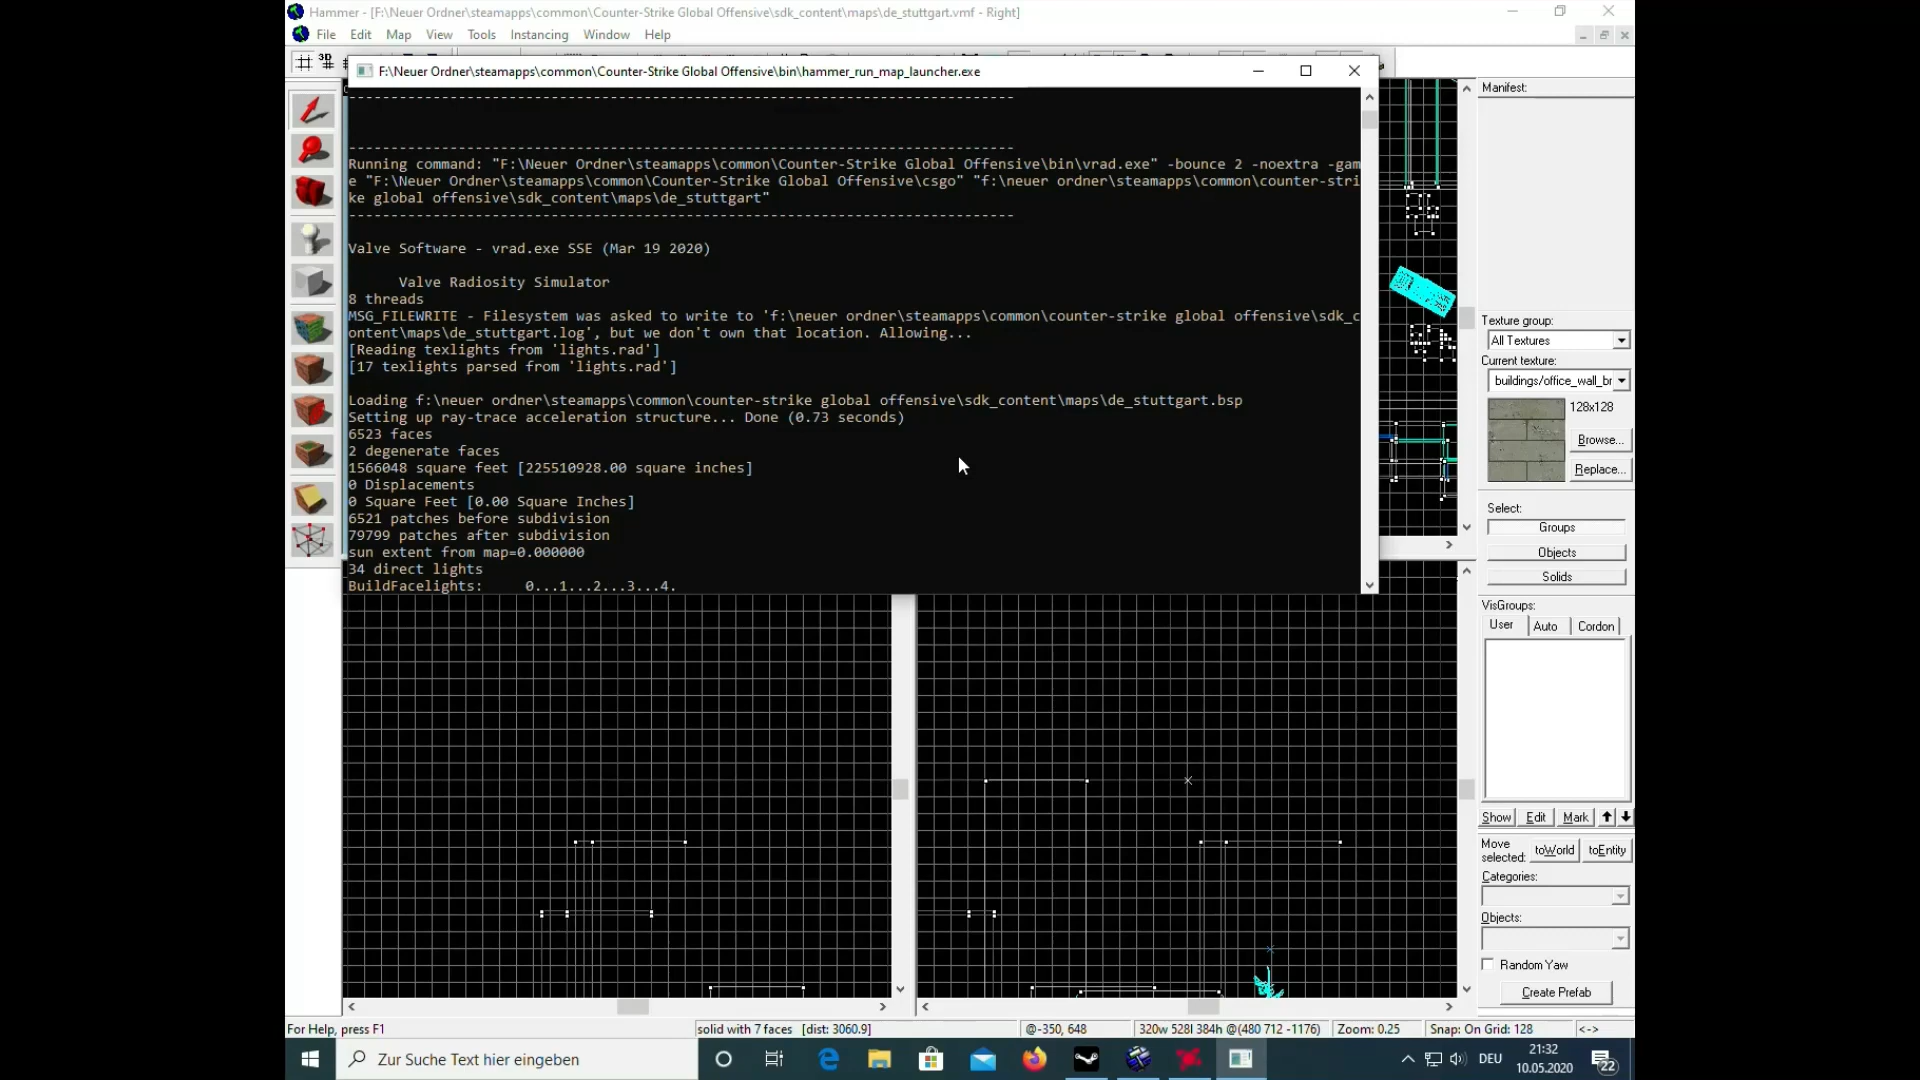 Hammer - [F:\Neuer Ordner\steamapps\common\Counter-Strike Global Offensive\sdk_content\maps\de_stuttgart.vmf - Right]
File Edit Map View Tools Instancing Window Help
F:\Neuer Ordner\steamapps\common\Counter-Strike Global Offensive\bin\hammer_run_map_launcher.exe
-------------------------------------------------------------------------------
-------------------------------------------------------------------------------
Running command: "F:\Neuer Ordner\steamapps\common\Counter-Strike Global Offensive\bin\vrad.exe" -bounce 2 -noextra -gam
e "F:\Neuer Ordner\steamapps\common\Counter-Strike Global Offensive\csgo" "f:\neuer ordner\steamapps\common\counter-stri
ke global offensive\sdk_content\maps\de_stuttgart"
-------------------------------------------------------------------------------
Valve Software - vrad.exe SSE (Mar 19 2020)
Valve Radiosity Simulator
8 threads
MSG_FILEWRITE - Filesystem was asked to write to 'f:\neuer ordner\steamapps\common\counter-strike global offensive\sdk_c
ontent\maps\de_stuttgart.log', but we don't own that location. Allowing...
[Reading texlights from 'lights.rad']
[17 texlights parsed from 'lights.rad']
Loading f:\neuer ordner\steamapps\common\counter-strike global offensive\sdk_content\maps\de_stuttgart.bsp
Setting up ray-trace acceleration structure... Done (0.73 seconds)
6523 faces
2 degenerate faces
1566048 square feet [225510928.00 square inches]
0 Displacements
0 Square Feet [0.00 Square Inches]
6521 patches before subdivision
79799 patches after subdivision
sun extent from map=0.000000
34 direct lights
BuildFacelights: 0...1...2...3...4.
Manifest:
Texture group:
All Textures
Current texture:
buildings/office_wall_br
128x128
Browse...
Replace...
Select:
Groups
Objects
Solids
VisGroups:
User Auto Cordon
Show Edit Mark
Move
selected: toWorld toEntity
Categories:
Objects:
Random Yaw
Create Prefab
For Help, press F1
solid with 7 faces [dist: 3060.9]
@-350, 648
320w 528l 384h @(480 712 -1176)
Zoom: 0.25
Snap: On Grid: 128
<->
Zur Suche Text hier eingeben
DEU
21:32
10.05.2020
22